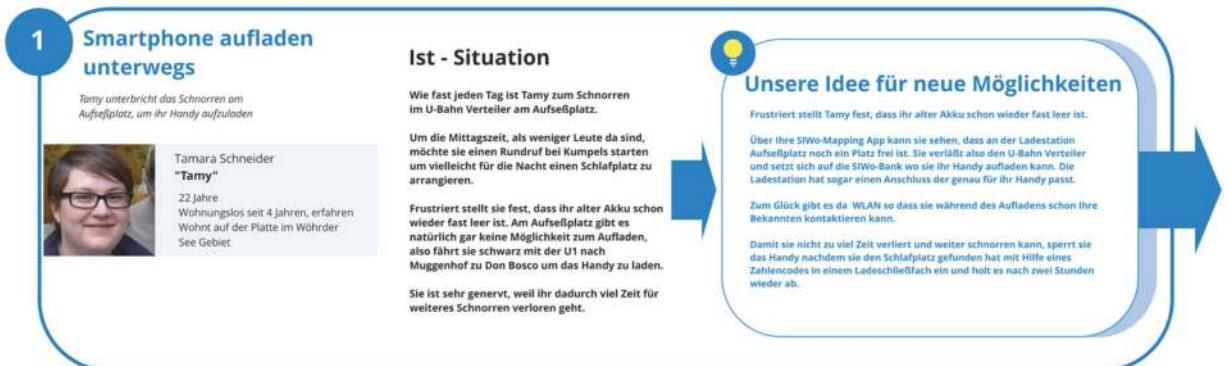 1
Smartphone aufladen
unterwegs
Tamy unterbricht das Schnorren am
Aufseßplatz, um ihr Handy aufzuladen
Tamara Schneider
"Tamy"
22 Jahre
Wohnungslos seit 4 Jahren, erfahren
Wohnt auf der Platte im Wöhrder
See Gebiet
Ist - Situation
Wie fast jeden Tag ist Tamy zum Schnorren
im U-Bahn Verteiler am Aufseßplatz.
Um die Mittagszeit, als weniger Leute da sind,
möchte sie einen Rundruf bei Kumpels starten
um vielleicht für die Nacht einen Schlafplatz zu
arrangieren.
Frustriert stellt sie fest, dass ihr alter Akku schon
wieder fast leer ist. Am Aufseßplatz gibt es
natürlich gar keine Möglichkeit zum Aufladen,
also fährt sie schwarz mit der U1 nach
Muggenhof zu Don Bosco um das Handy zu laden.
Sie ist sehr genervt, weil ihr dadurch viel Zeit für
weiteres Schnorren verloren geht.
Unsere Idee für neue Möglichkeiten
Frustriert stellt Tamy fest, dass ihr alter Akku schon wieder fast leer ist.
Über Ihre SIWo-Mapping App kann sie sehen, dass an der Ladestation
Aufseßplatz noch ein Platz frei ist. Sie verläßt also den U-Bahn Verteiler
und setzt sich auf die SIWo-Bank wo sie ihr Handy aufladen kann. Die
Ladestation hat sogar einen Anschluss der genau für ihr Handy passt.
Zum Glück gibt es da WLAN so dass sie während des Aufladens schon Ihre
Bekannten kontaktieren kann.
Damit sie nicht zu viel Zeit verliert und weiter schnorren kann, sperrt sie
das Handy nachdem sie den Schlafplatz gefunden hat mit Hilfe eines
Zahlencodes in einem Ladeschließfach ein und holt es nach zwei Stunden
wieder ab.